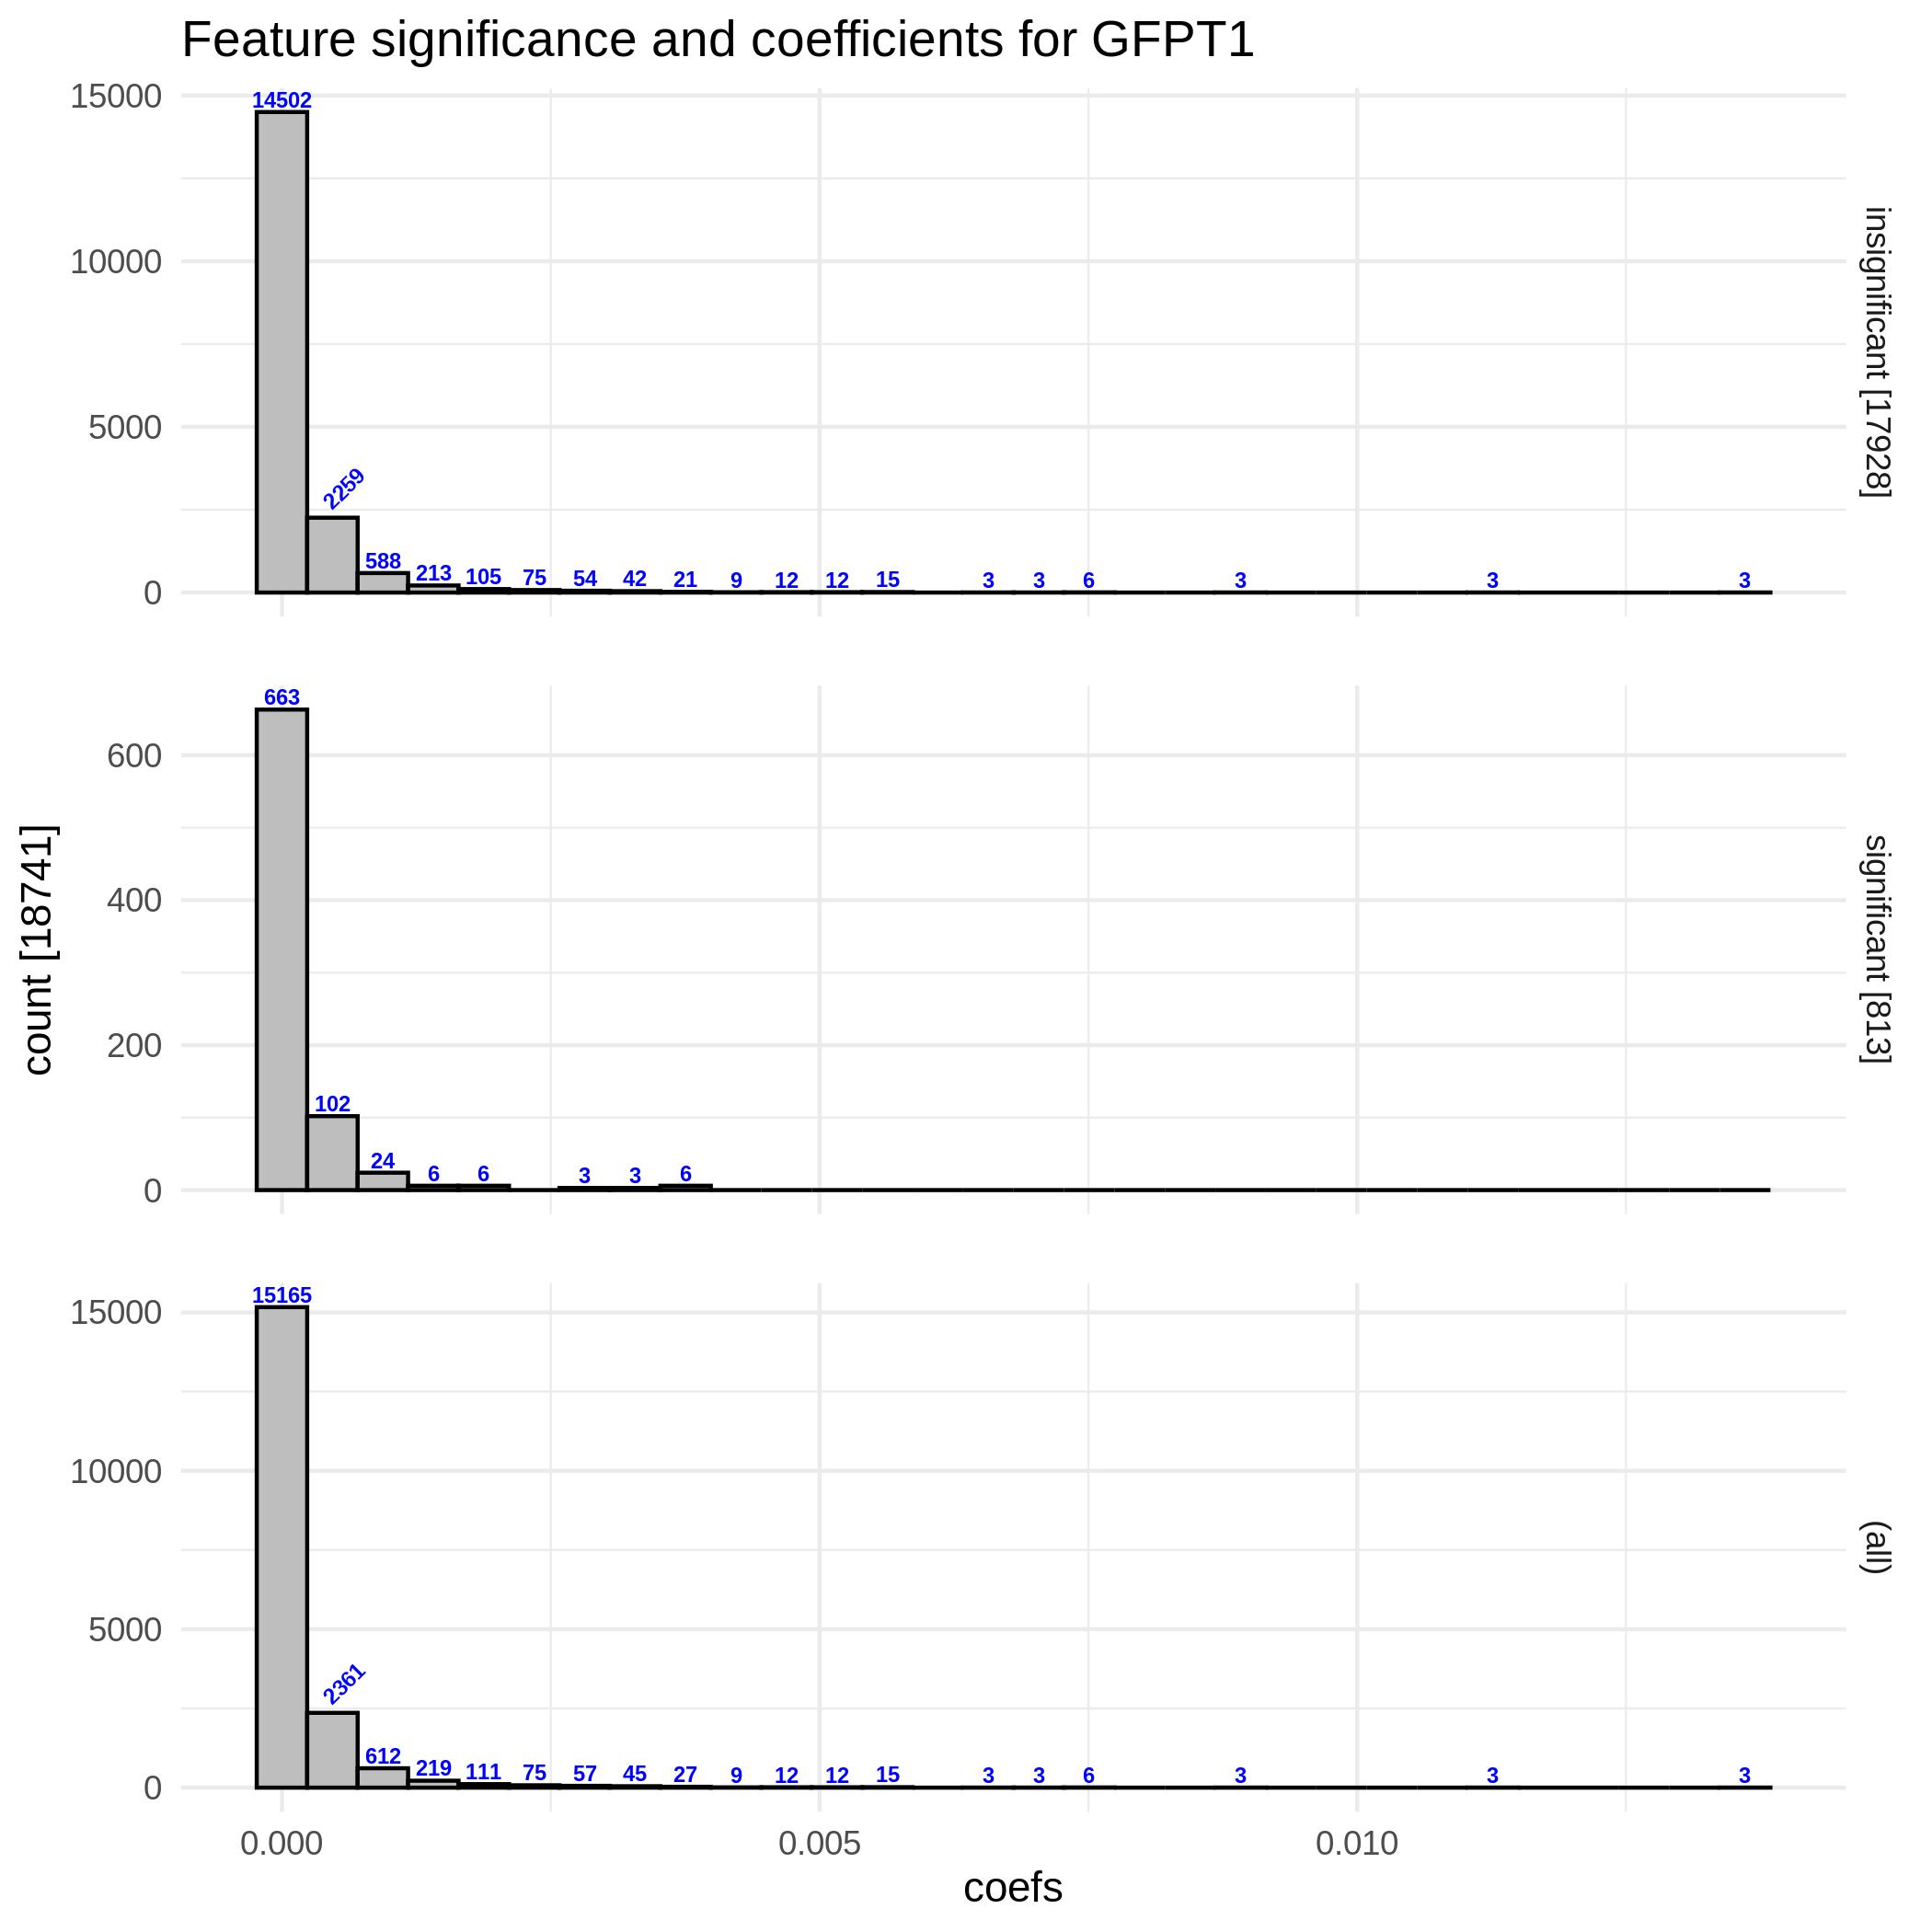 Feature significance and coefficients for GFPT1
15000
10000
5000
0
14502
2259
588 213 105 75 54 42 21 9 12 12 15 3 3 6 3 3 3
insignificant [17928]
600
400
200
0
663
102
24 6 6 3 3 6
significant [813]
count [18741]
15000
10000
5000
0
15165
2361
612 219 111 75 57 45 27 9 12 12 15 3 3 6 3 3 3
(all)
0.000 0.005 0.010
coefs